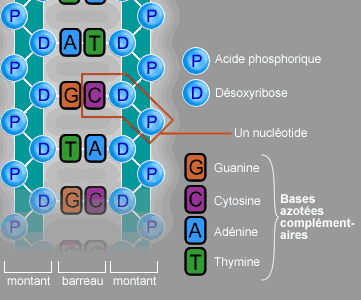 P
D
D
P
A T
P
D
D
P
G C
P
D
D
P
T A
P
D
D
P
G C
P
D
D
P
G C
montant barreau montant
P Acide phosphorique
D Désoxyribose
Un nucléotide
G Guanine
C Cytosine
A Adénine
T Thymine
Bases
azotées
complément-
aires